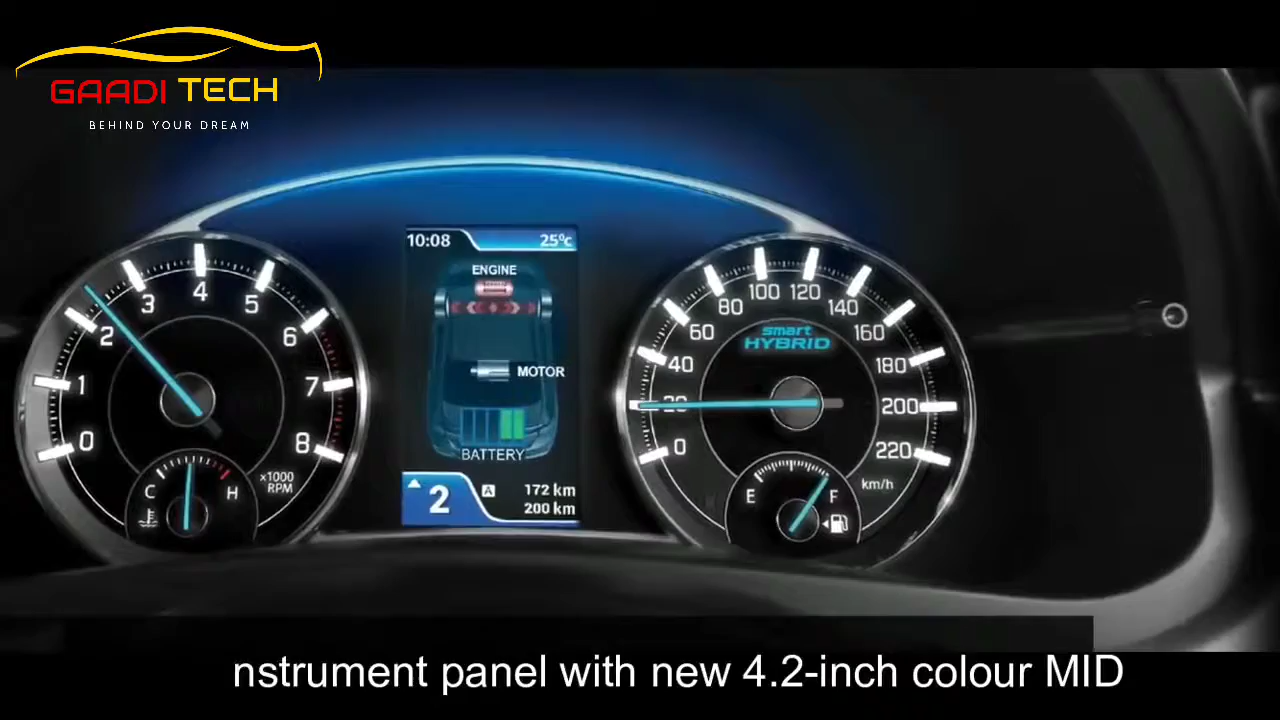 GAADI TECH
BEHIND YOUR DREAM
10:08 25°C
ENGINE
MOTOR
BATTERY
2 A 172 km
200 km
0 1 2 3 4 5 6 7 8
x1000
RPM
C H
0 20 40 60 80 100 120 140 160 180 200 220
smart
HYBRID
km/h
E F
nstrument panel with new 4.2-inch colour MID